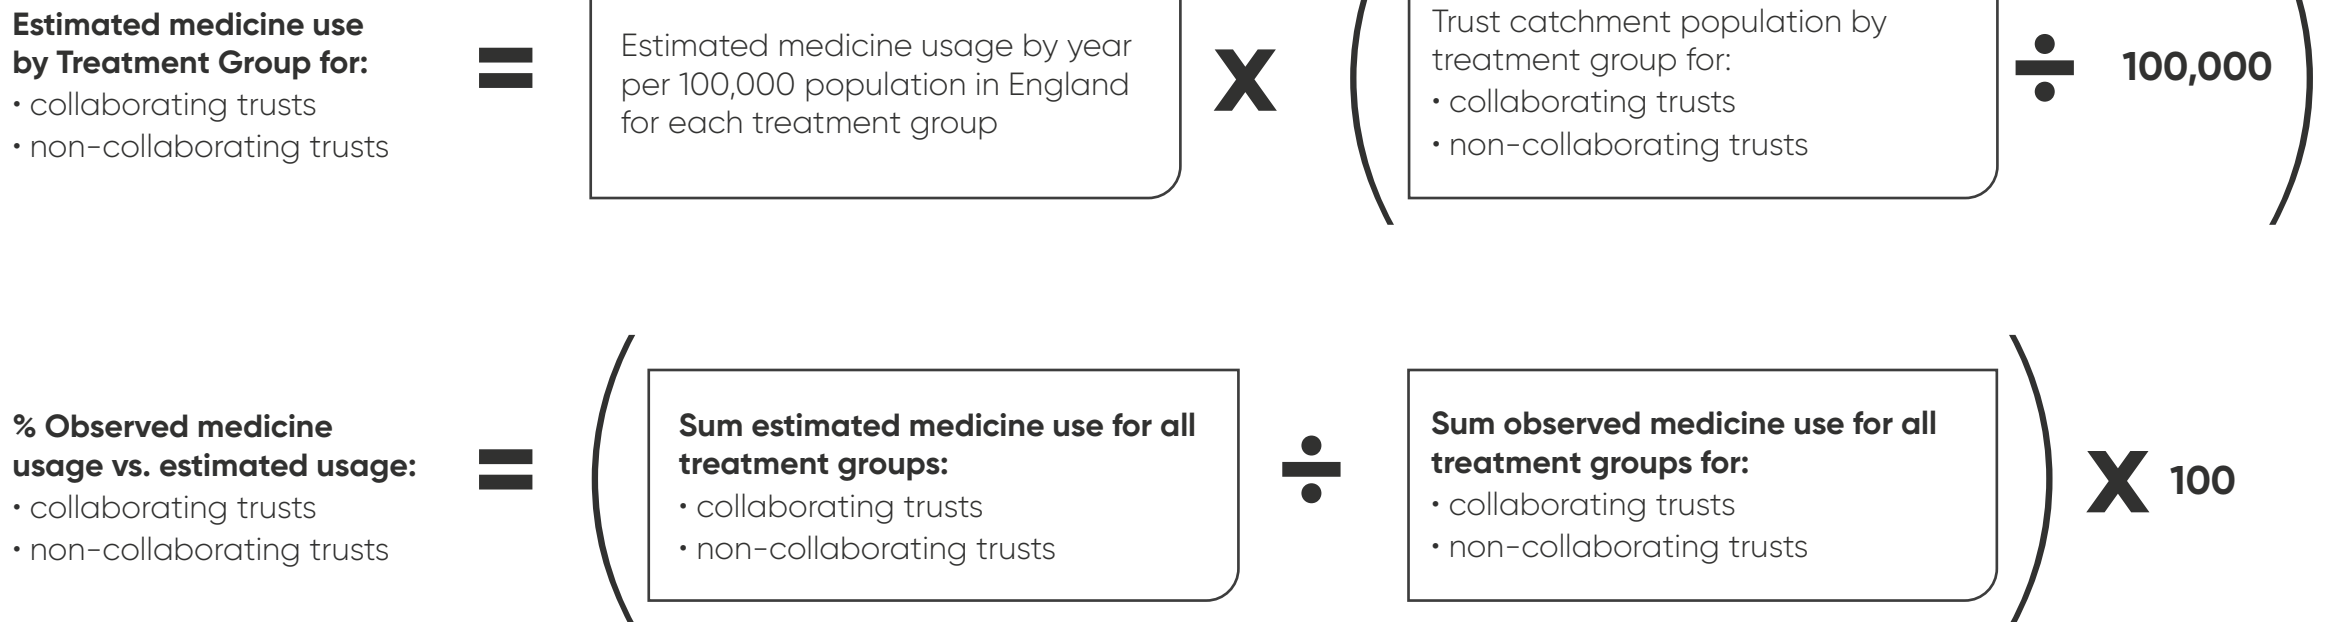 Estimated medicine use
by Treatment Group for:
• collaborating trusts
• non-collaborating trusts
=
Estimated medicine usage by year
per 100,000 population in England
for each treatment group
x
(
Trust catchment population by
treatment group for:
• collaborating trusts
• non-collaborating trusts
÷
100,000
)
% Observed medicine
usage vs. estimated usage:
• collaborating trusts
• non-collaborating trusts
=
(
Sum estimated medicine use for all
treatment groups:
• collaborating trusts
• non-collaborating trusts
÷
Sum observed medicine use for all
treatment groups for:
• collaborating trusts
• non-collaborating trusts
)
x 100